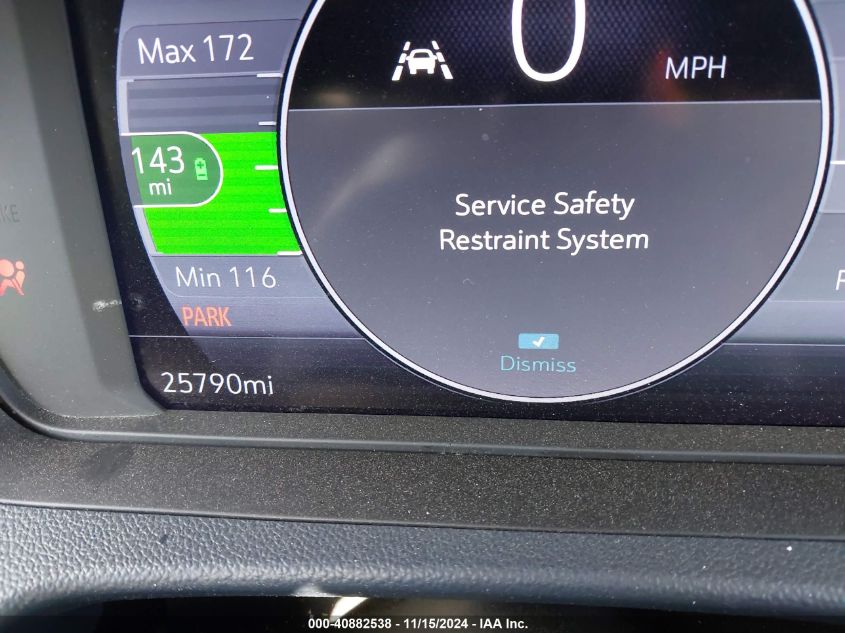 Max 172
0
MPH
143
mi
Service Safety
Restraint System
Min 116
PARK
Dismiss
25790mi
000-40882538 - 11/15/2024 - IAA Inc.